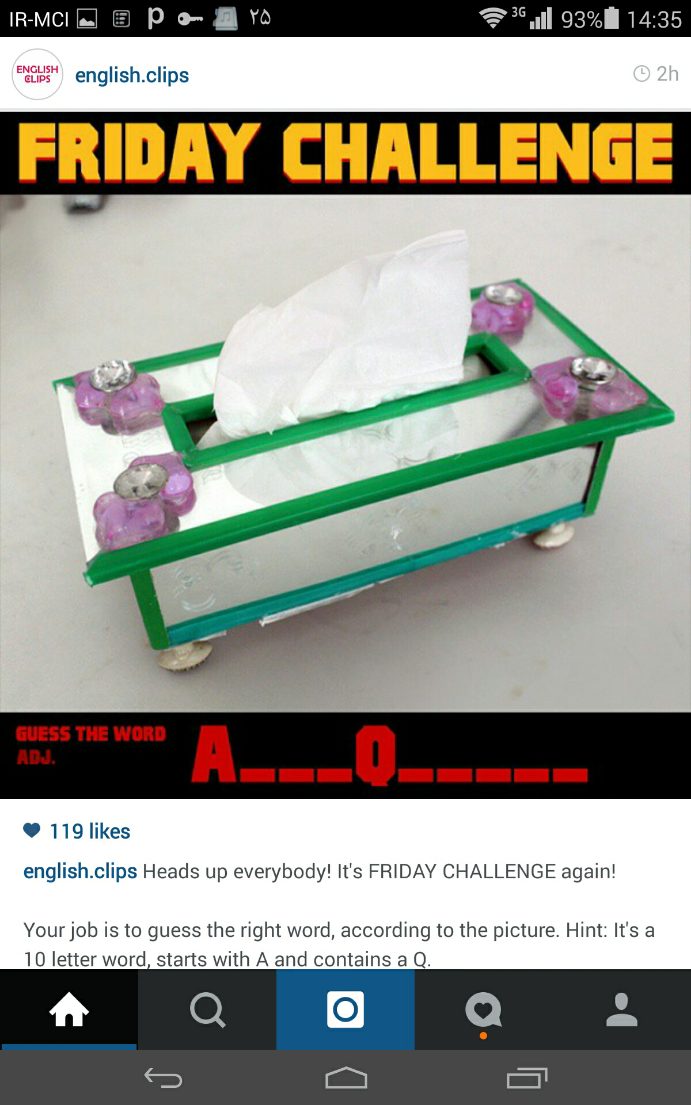 IR-MCI ۲۵ 3G 93% 14:35
ENGLISH
CLIPS
english.clips 2h
FRIDAY CHALLENGE
GUESS THE WORD
ADJ.
A___Q_____
119 likes
english.clips Heads up everybody! It's FRIDAY CHALLENGE again!
Your job is to guess the right word, according to the picture. Hint: It's a
10 letter word, starts with A and contains a Q.